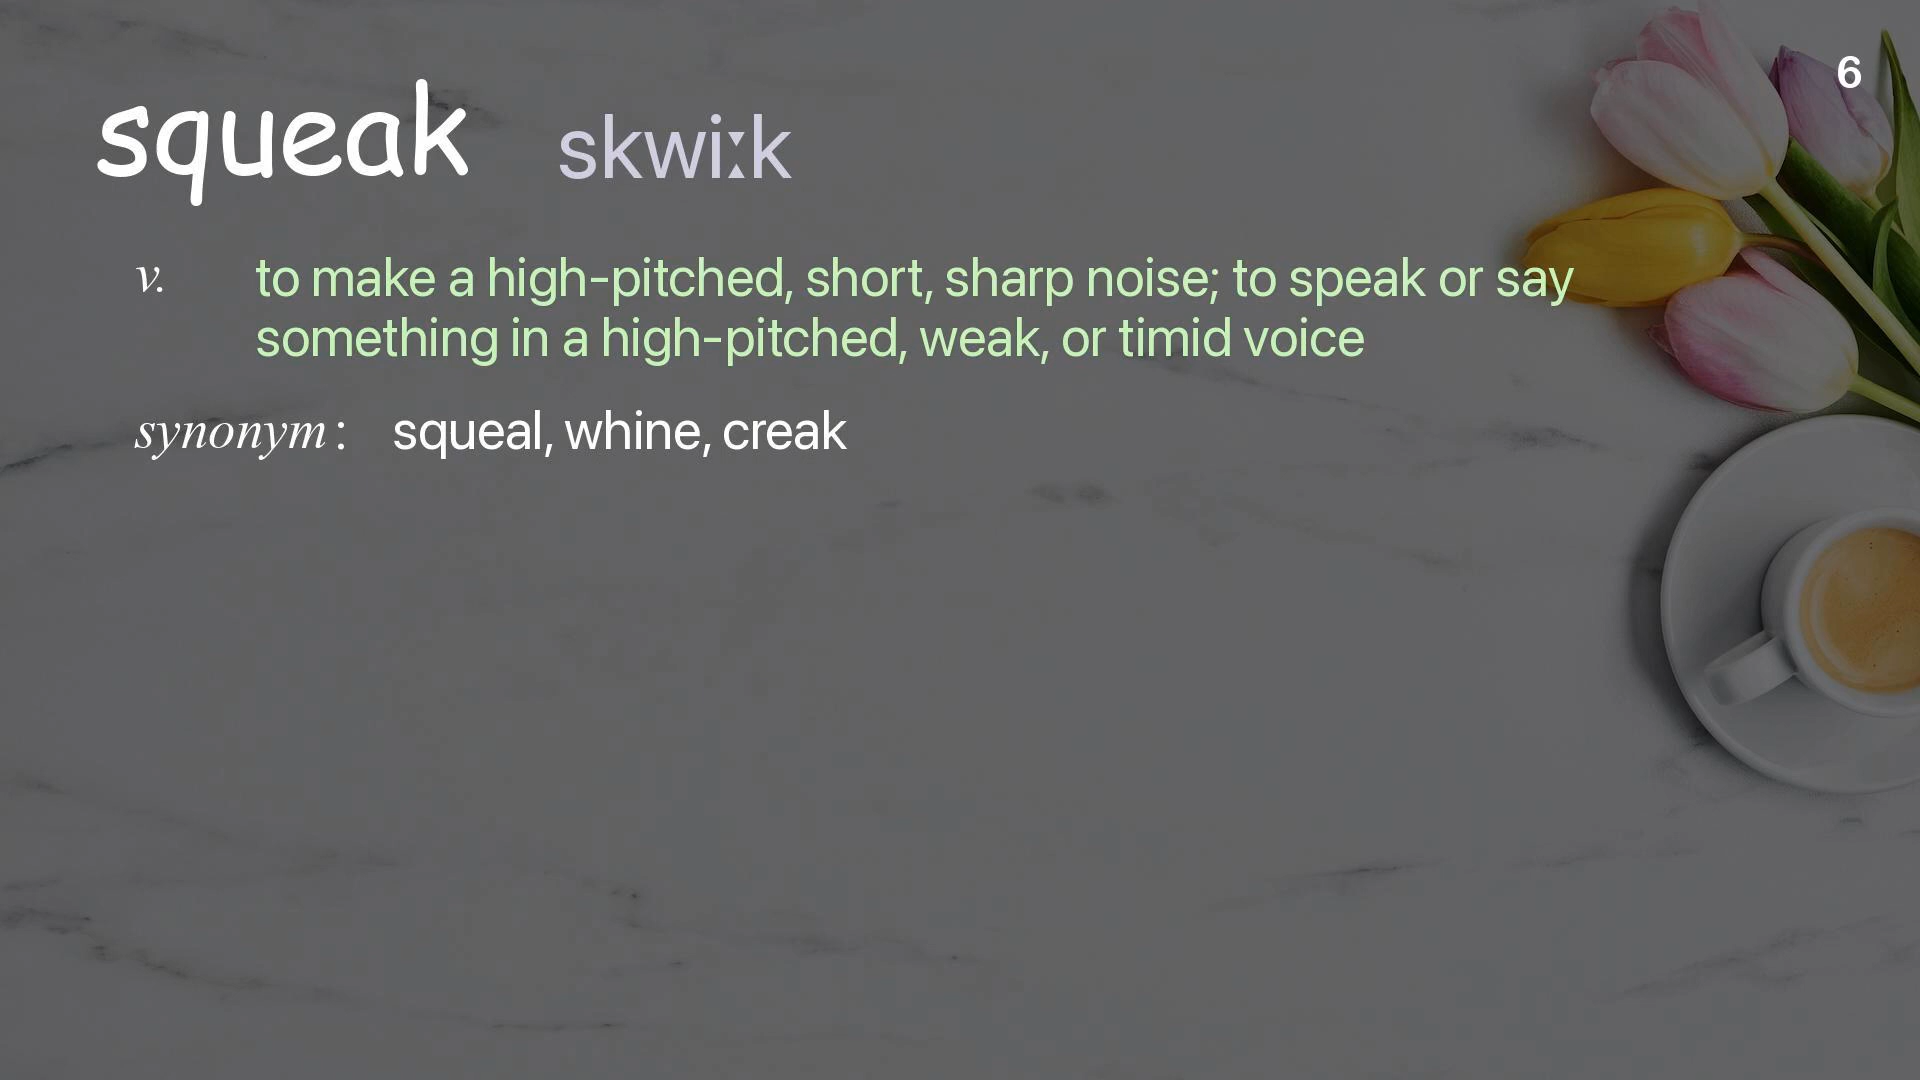 6
squeak skwiːk
v. to make a high-pitched, short, sharp noise; to speak or say
something in a high-pitched, weak, or timid voice
synonym : squeal, whine, creak